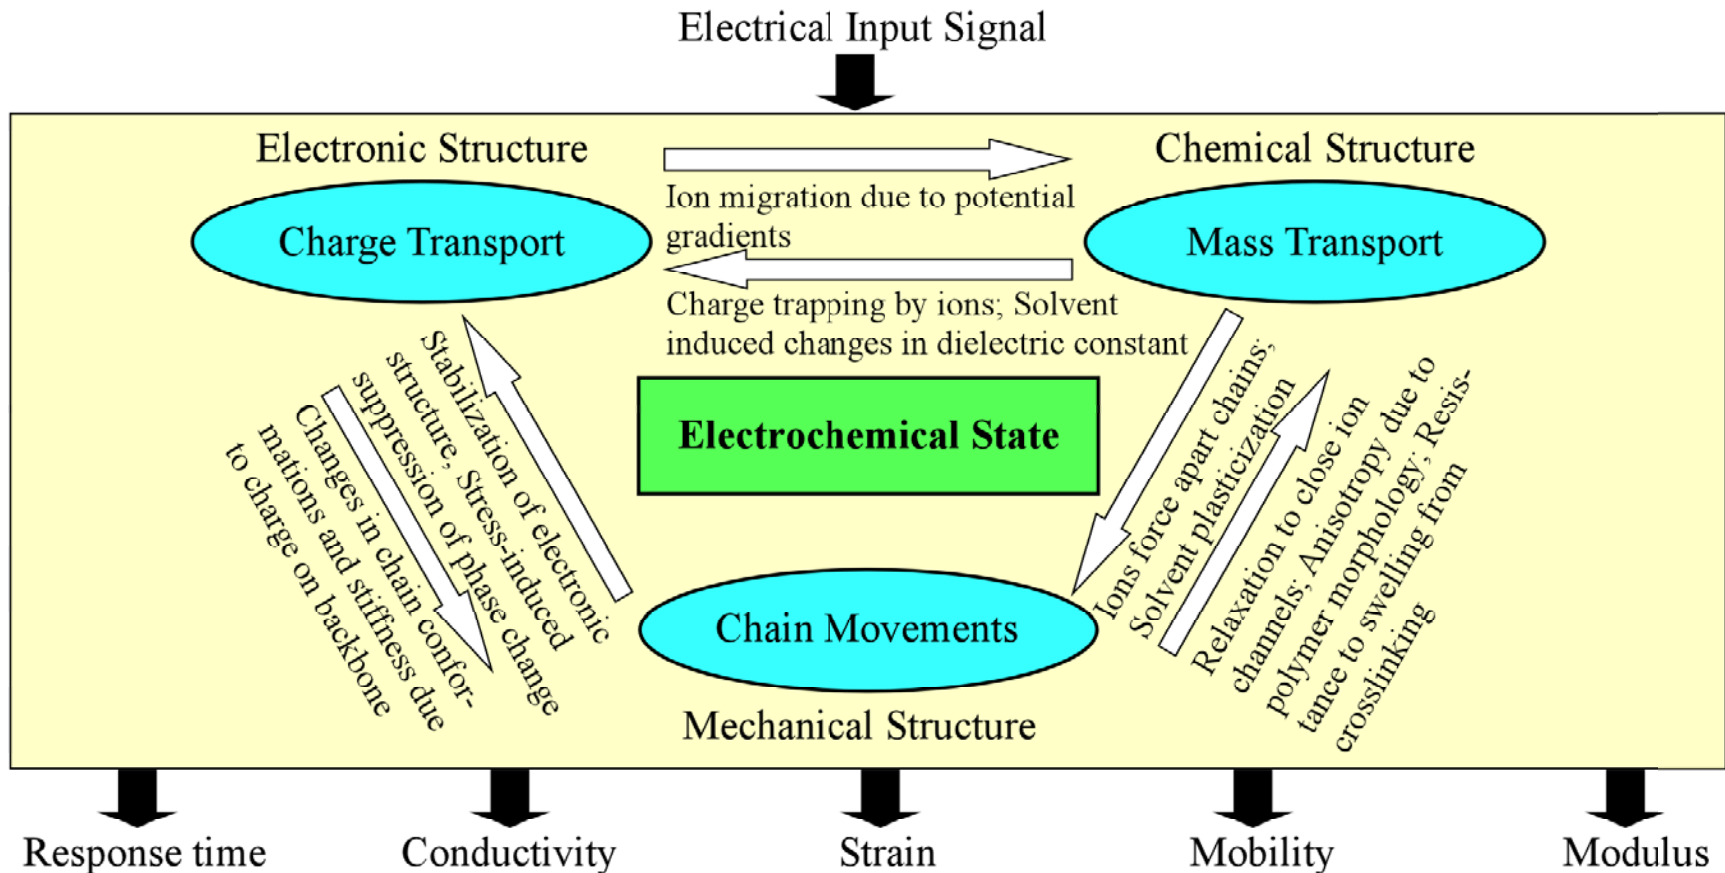 Electrical Input Signal
Electronic Structure
Chemical Structure
Charge Transport
Mass Transport
Ion migration due to potential
gradients
Charge trapping by ions; Solvent
induced changes in dielectric constant
Stabilization of electronic
structure, Stress-induced
suppression of phase change
Changes in chain confor-
mations and stiffness due
to charge on backbone
Electrochemical State
Ions force apart chains;
Solvent plasticization
Relaxation to close ion
channels; Anisotropy due to
polymer morphology; Resis-
tance to swelling from
crosslinking
Chain Movements
Mechanical Structure
Response time
Conductivity
Strain
Mobility
Modulus